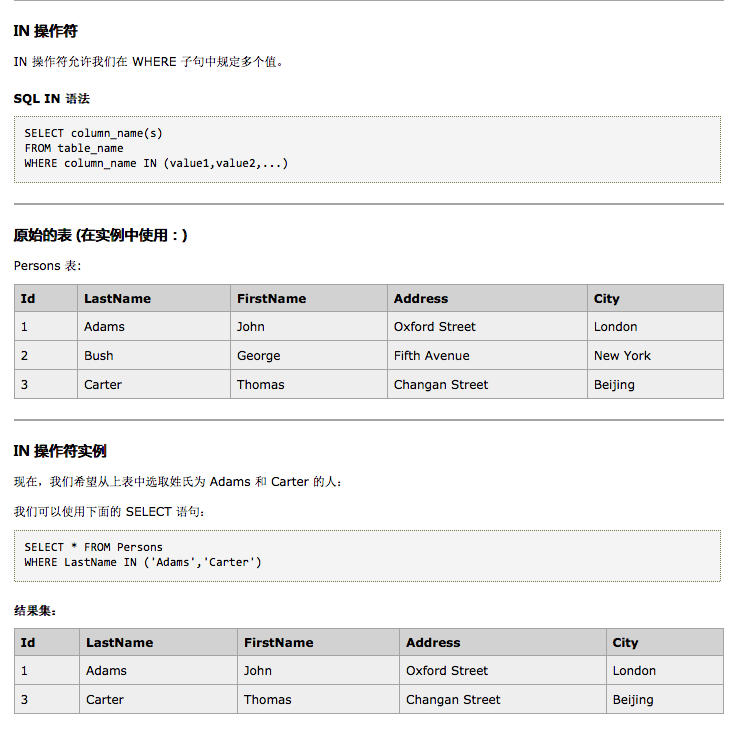 IN 操作符
IN 操作符允许我们在 WHERE 子句中规定多个值。
SQL IN 语法
SELECT column_name(s)
FROM table_name
WHERE column_name IN (value1,value2,...)
原始的表 (在实例中使用：)
Persons 表:
Id LastName FirstName Address City
1 Adams John Oxford Street London
2 Bush George Fifth Avenue New York
3 Carter Thomas Changan Street Beijing
IN 操作符实例
现在，我们希望从上表中选取姓氏为 Adams 和 Carter 的人：
我们可以使用下面的 SELECT 语句：
SELECT * FROM Persons
WHERE LastName IN ('Adams','Carter')
结果集：
Id LastName FirstName Address City
1 Adams John Oxford Street London
3 Carter Thomas Changan Street Beijing